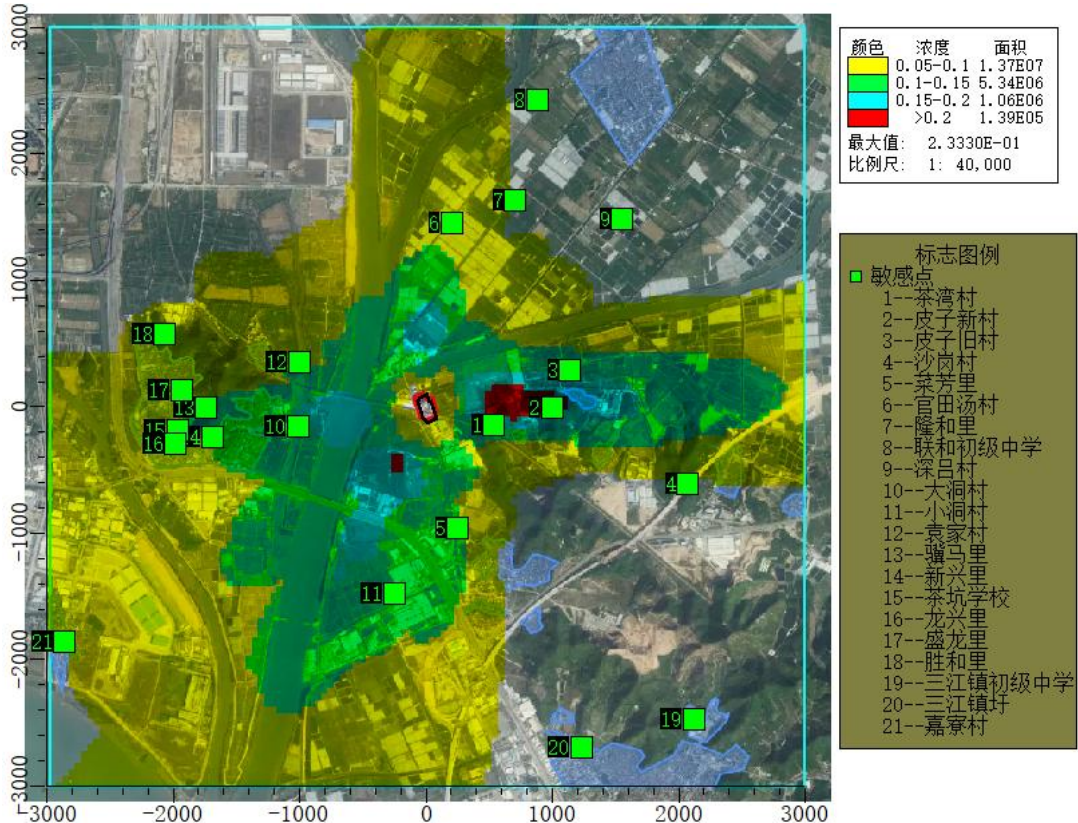 颜色 浓度 面积
0.05-0.1 1.37E07
0.1-0.15 5.34E06
0.15-0.2 1.06E06
>0.2 1.39E05
最大值: 2.3330E-01
比例尺: 1: 40,000
标志图例
敏感点
1--茶湾村
2--皮子新村
3--皮子旧村
4--沙岗村
5--菜芳里
6--官田汤村
7--隆和里
8--联和初级中学
9--深吕村
10--大洞村
11--小洞村
12--袁家村
13--骥马里
14--新兴里
15--茶坑学校
16--龙兴里
17--盛龙里
18--胜和里
19--三江镇初级中学
20--三江镇圩
21--嘉寮村
3000
2000
1000
0
-1000
-2000
-3000
-3000 -2000 -1000 0 1000 2000 3000
8
7
6
9
18
12
3
17
13
2
1
10
15
14
16
4
5
11
21
19
20